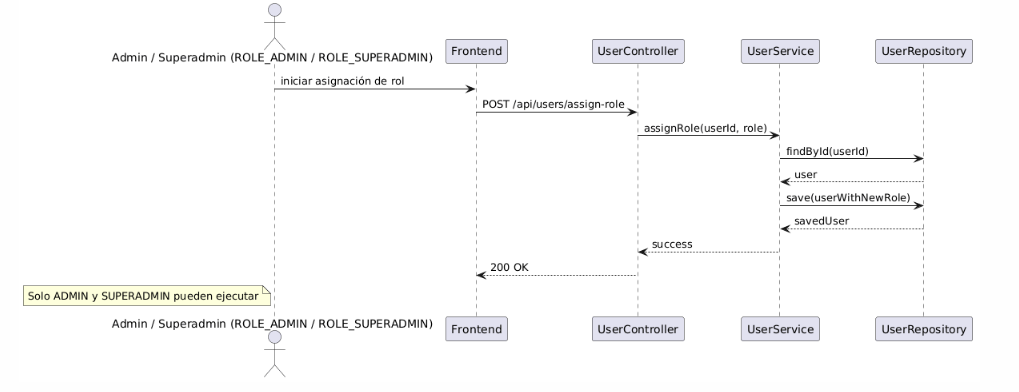 Admin / Superadmin (ROLE_ADMIN / ROLE_SUPERADMIN)
Frontend
UserController
UserService
UserRepository
iniciar asignación de rol
POST /api/users/assign-role
assignRole(userId, role)
findById(userId)
user
save(userWithNewRole)
savedUser
success
200 OK
Solo ADMIN y SUPERADMIN pueden ejecutar
Admin / Superadmin (ROLE_ADMIN / ROLE_SUPERADMIN)
Frontend
UserController
UserService
UserRepository